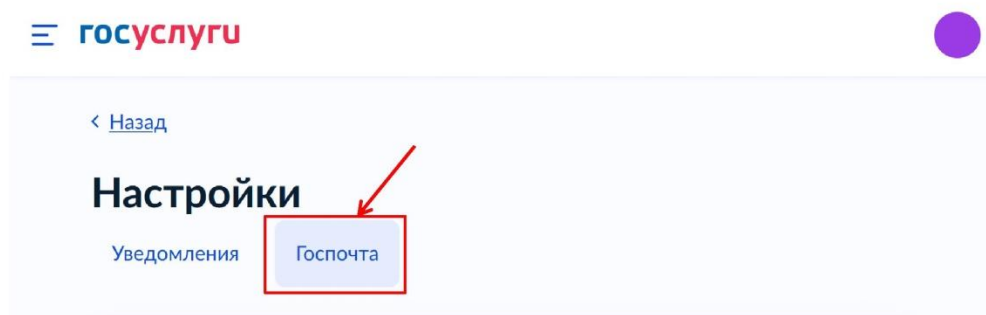 госуслуги
Назад
Настройки
Уведомления Госпочта